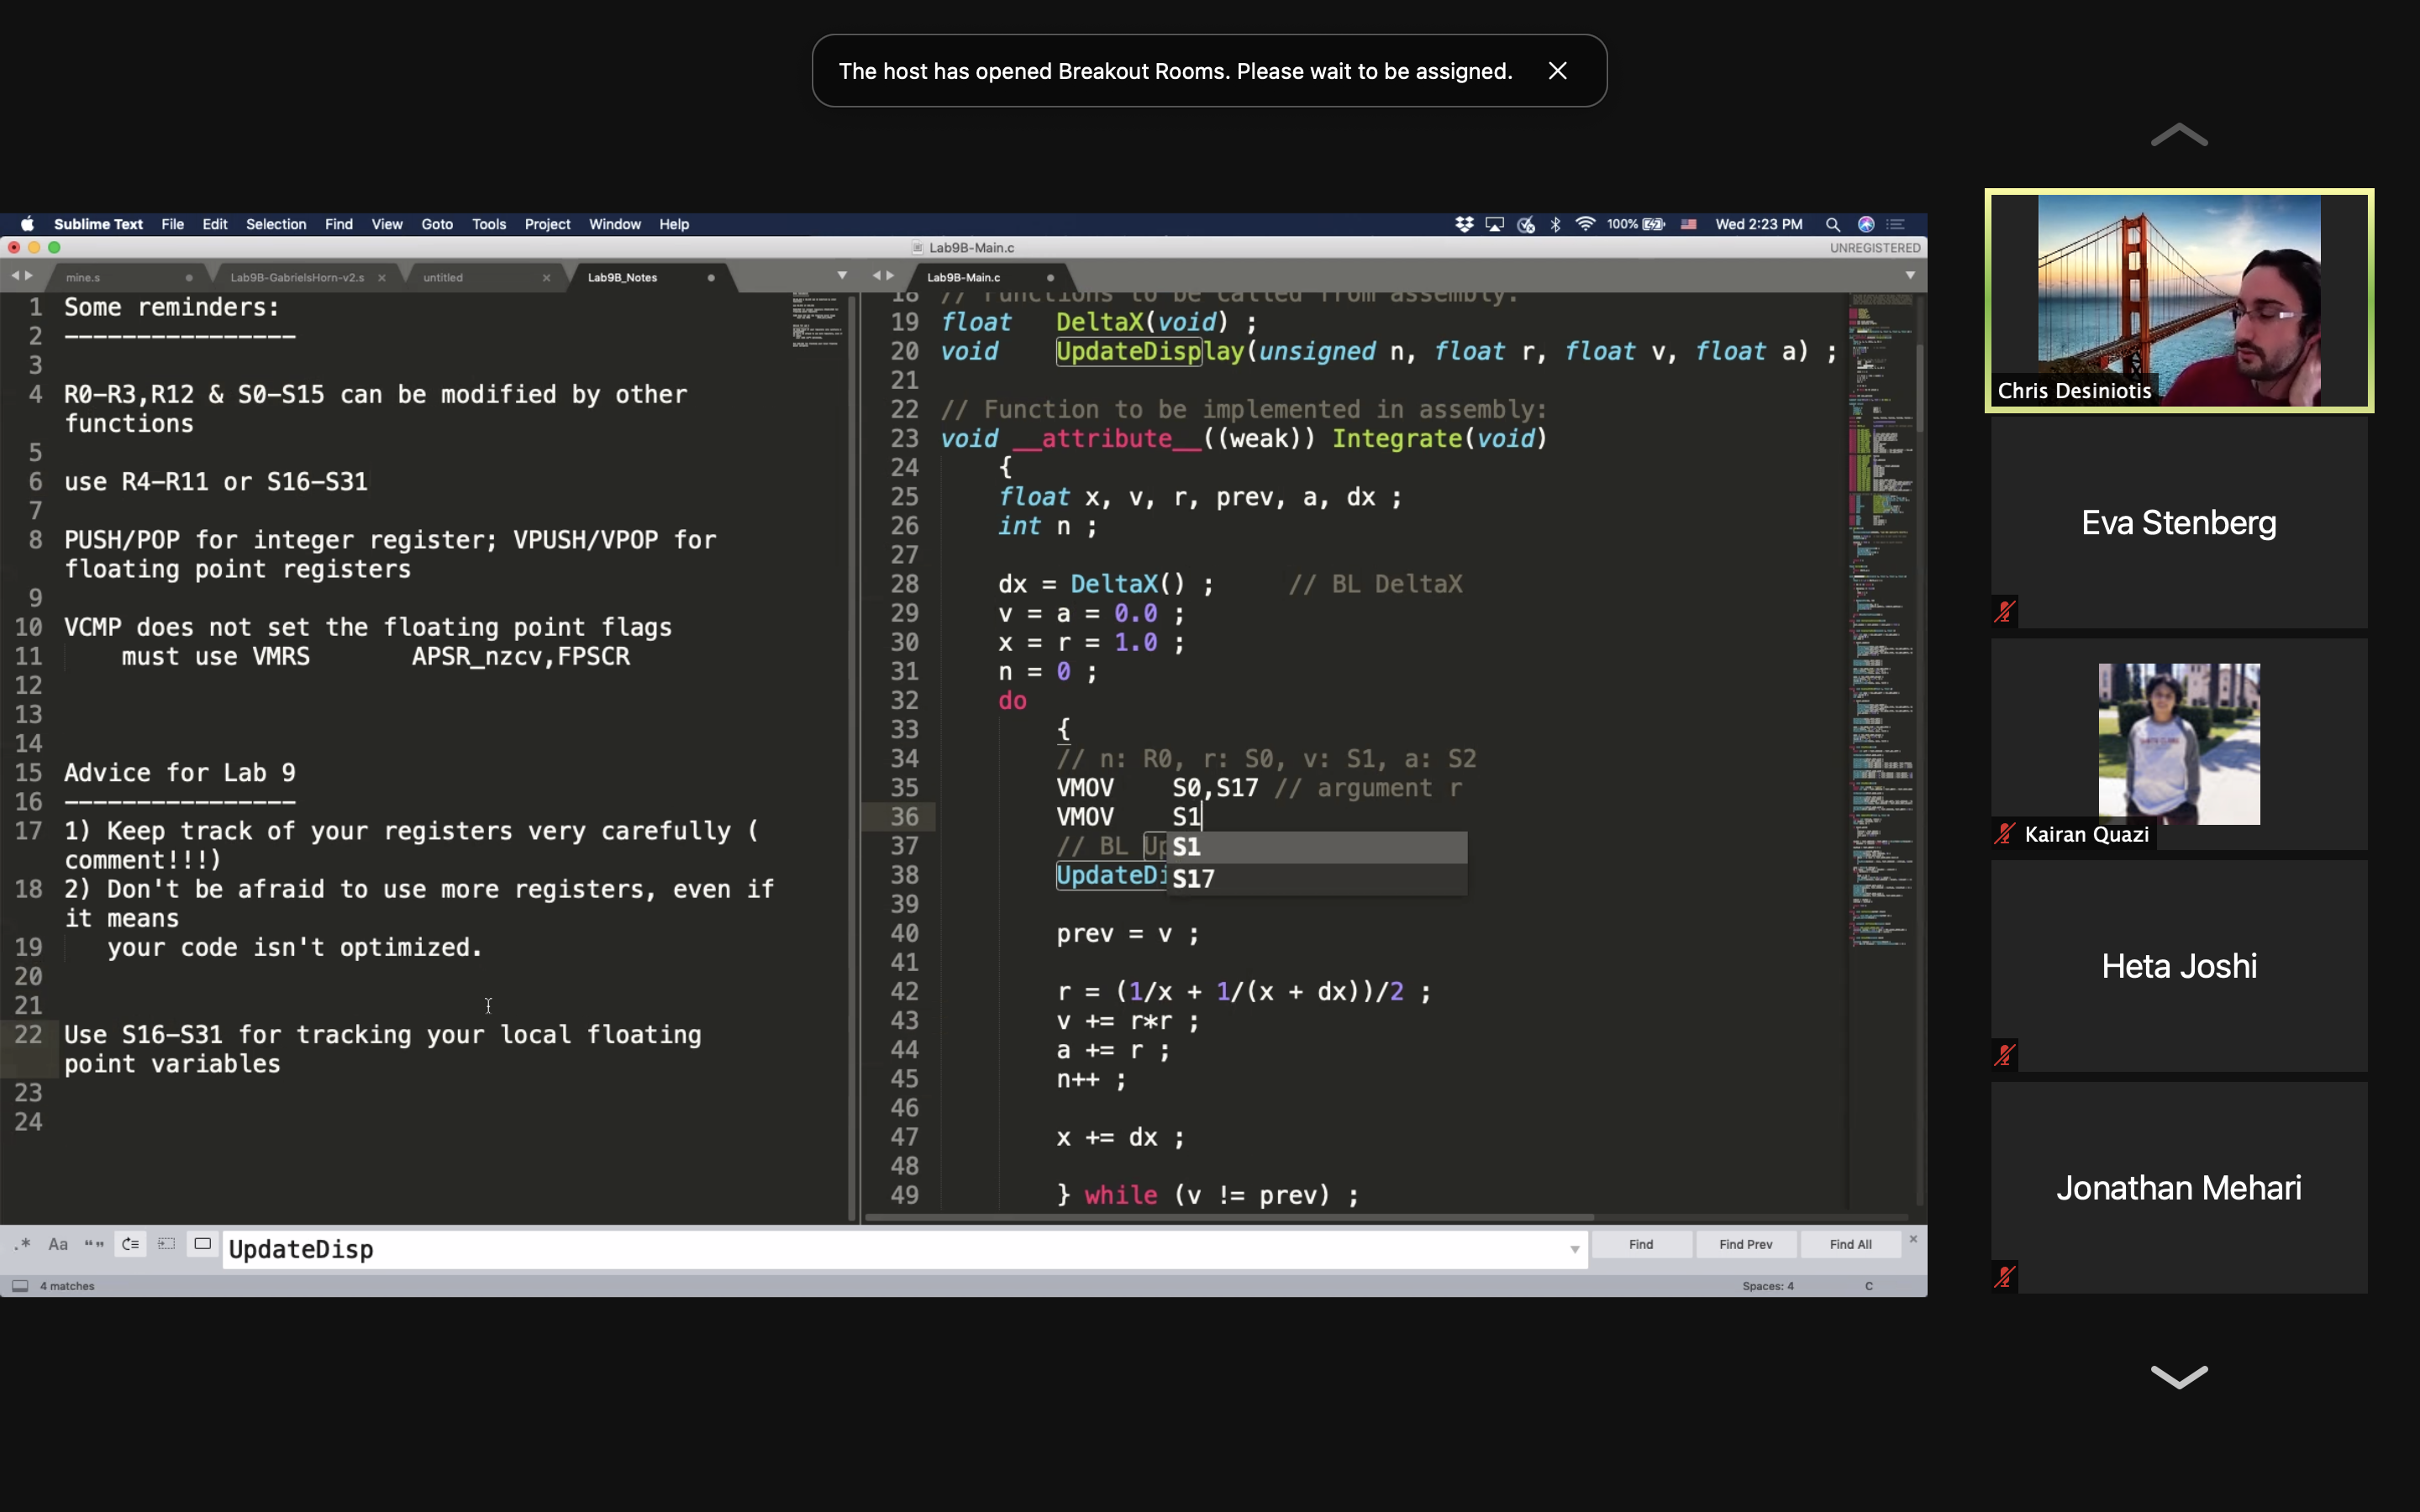 The host has opened Breakout Rooms. Please wait to be assigned.
Sublime Text File Edit Selection Find View Goto Tools Project Window Help
100% Wed 2:23 PM
Lab9B-Main.c
UNREGISTERED
mine.s
Lab9B-GabrielsHorn-v2.s
untitled
Lab9B_Notes
Lab9B-Main.c
1 Some reminders:
2 ----------------
3
4 R0-R3,R12 & S0-S15 can be modified by other
functions
5
6 use R4-R11 or S16-S31
7
8 PUSH/POP for integer register; VPUSH/VPOP for
floating point registers
9
10 VCMP does not set the floating point flags
11 must use VMRS APSR_nzcv,FPSCR
12
13
14
15 Advice for Lab 9
16 ----------------
17 1) Keep track of your registers very carefully (
comment!!!)
18 2) Don't be afraid to use more registers, even if
it means
19 your code isn't optimized.
20
21
22 Use S16-S31 for tracking your local floating
point variables
23
24
18 // Functions to be called from assembly:
19 float DeltaX(void) ;
20 void UpdateDisplay(unsigned n, float r, float v, float a) ;
21
22 // Function to be implemented in assembly:
23 void __attribute__((weak)) Integrate(void)
24 {
25 float x, v, r, prev, a, dx ;
26 int n ;
27
28 dx = DeltaX() ; // BL DeltaX
29 v = a = 0.0 ;
30 x = r = 1.0 ;
31 n = 0 ;
32 do
33 {
34 // n: R0, r: S0, v: S1, a: S2
35 VMOV S0,S17 // argument r
36 VMOV S1
37 // BL Up
S1
38 UpdateDi
S17
39
40 prev = v ;
41
42 r = (1/x + 1/(x + dx))/2 ;
43 v += r*r ;
44 a += r ;
45 n++ ;
46
47 x += dx ;
48
49 } while (v != prev) ;
.* Aa “” UpdateDisp Find Find Prev Find All
4 matches
Spaces: 4 C
Chris Desiniotis
Eva Stenberg
Kairan Quazi
Heta Joshi
Jonathan Mehari